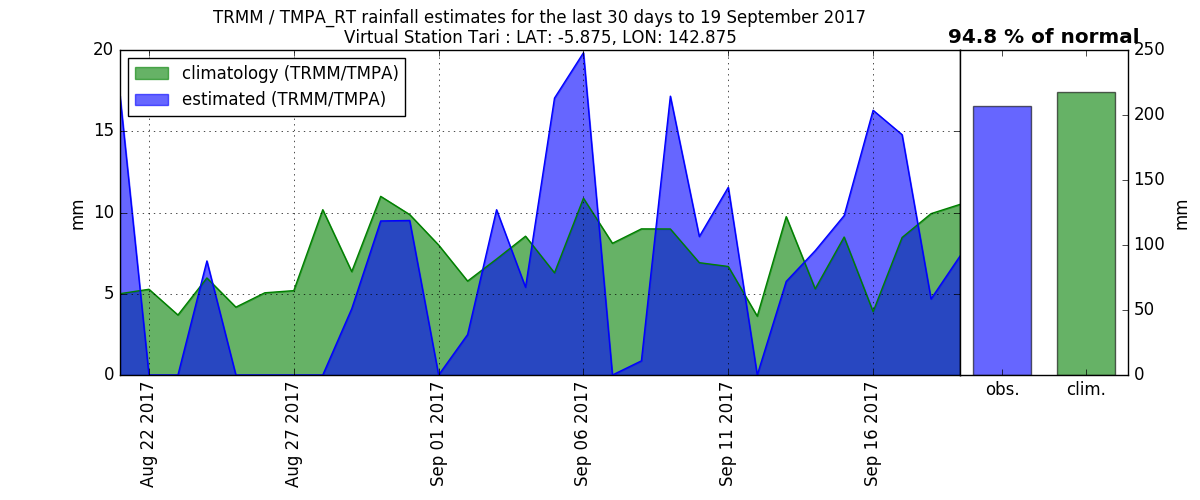 TRMM / TMPA_RT rainfall estimates for the last 30 days to 19 September 2017
Virtual Station Tari : LAT: -5.875, LON: 142.875
94.8 % of normal
climatology (TRMM/TMPA)
estimated (TRMM/TMPA)
mm
20
15
10
5
0
Aug 22 2017
Aug 27 2017
Sep 01 2017
Sep 06 2017
Sep 11 2017
Sep 16 2017
obs.
clim.
250
200
150
100
50
0
mm